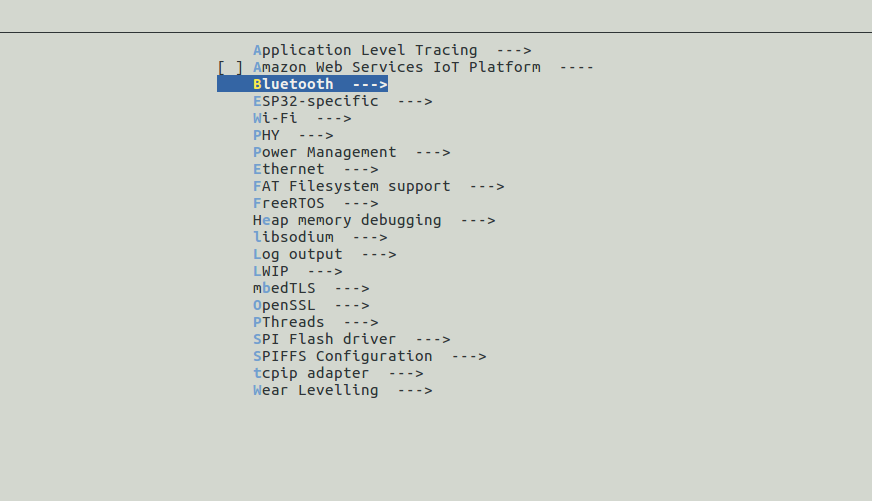 Application Level Tracing  --->
[ ] Amazon Web Services IoT Platform  ----
Bluetooth  --->
ESP32-specific  --->
Wi-Fi  --->
PHY  --->
Power Management  --->
Ethernet  --->
FAT Filesystem support  --->
FreeRTOS  --->
Heap memory debugging  --->
libsodium  --->
Log output  --->
LWIP  --->
mbedTLS  --->
OpenSSL  --->
PThreads  --->
SPI Flash driver  --->
SPIFFS Configuration  --->
tcpip adapter  --->
Wear Levelling  --->